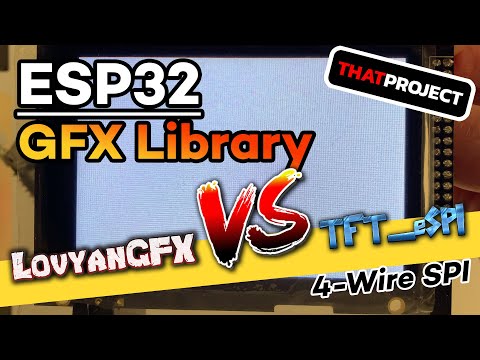 ESP32
THATPROJECT
GFX Library
VS
LovyanGFX
TFT_eSPI
4-Wire SPI